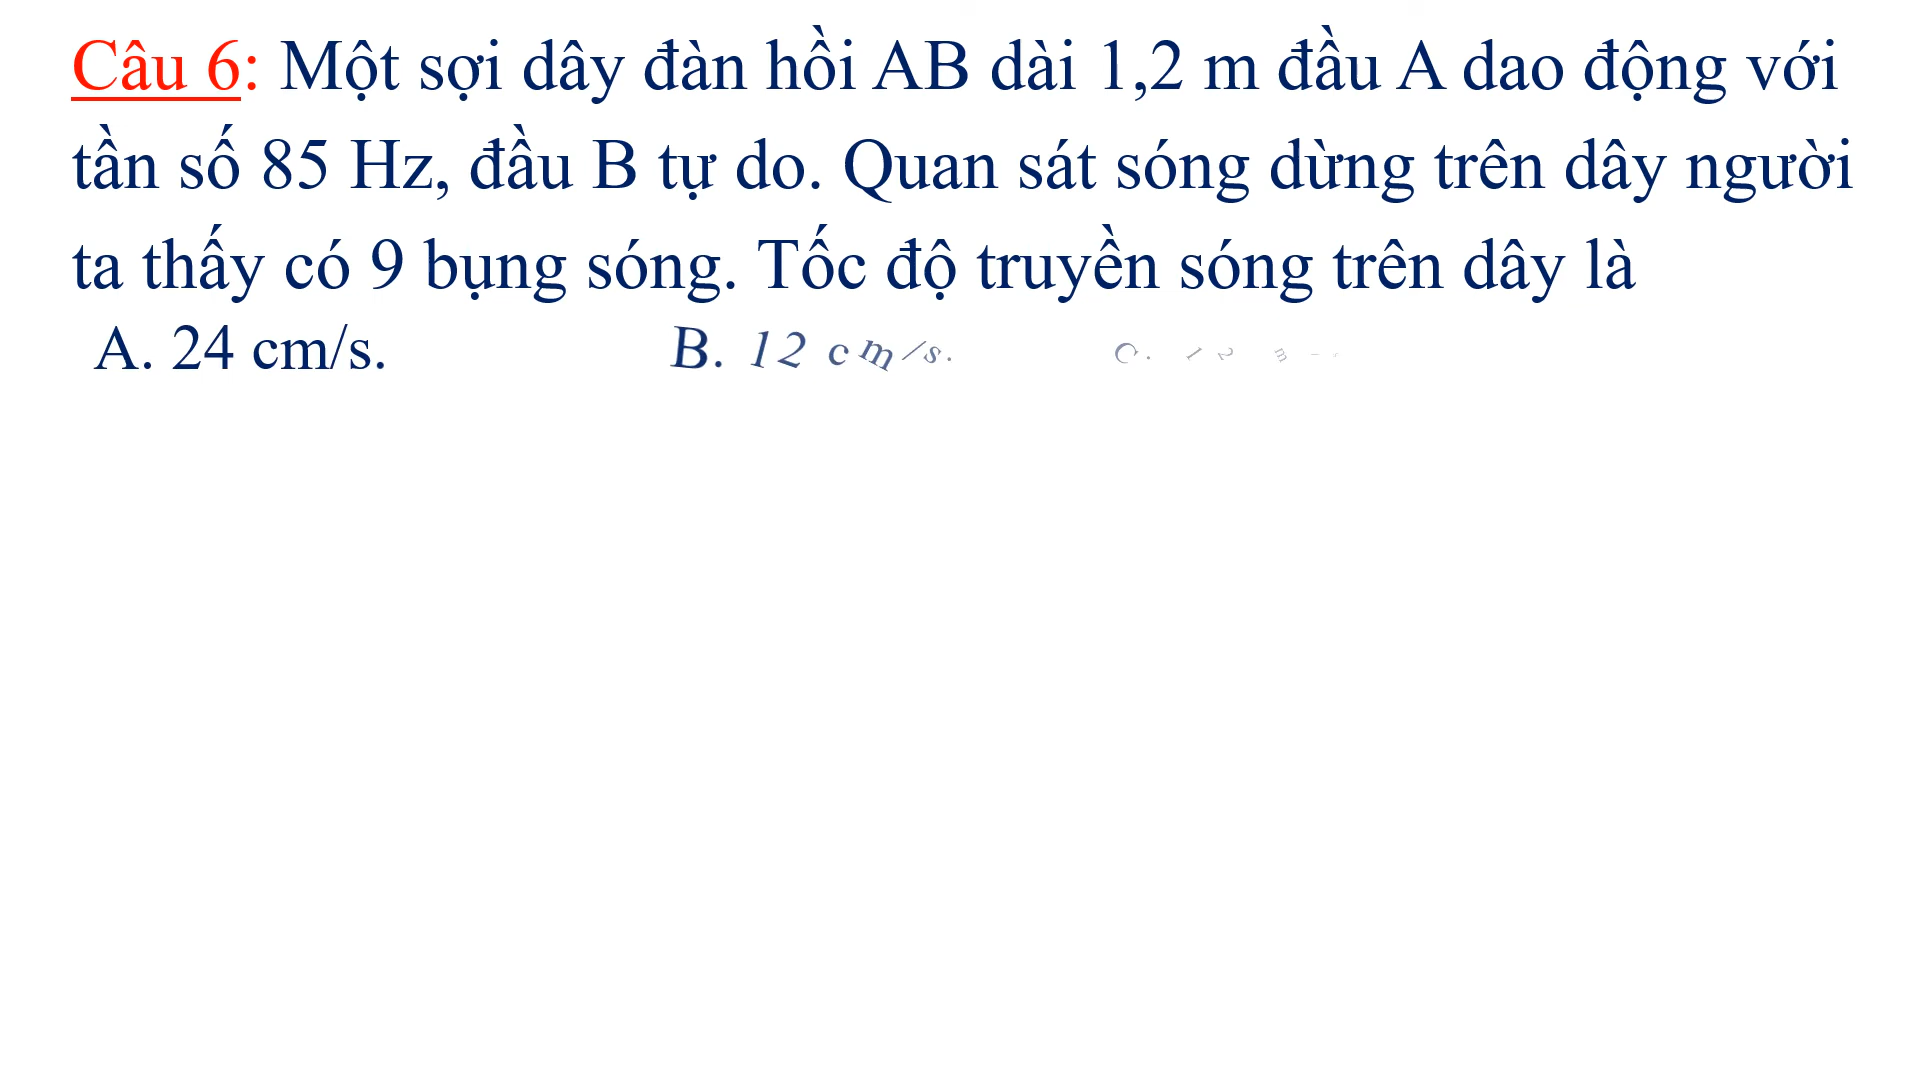 Câu 6: Một sợi dây đàn hồi AB dài 1,2 m đầu A dao động với
tần số 85 Hz, đầu B tự do. Quan sát sóng dừng trên dây người
ta thấy có 9 bụng sóng. Tốc độ truyền sóng trên dây là
A. 24 cm/s. B. 12 cm/s. C. 12 m